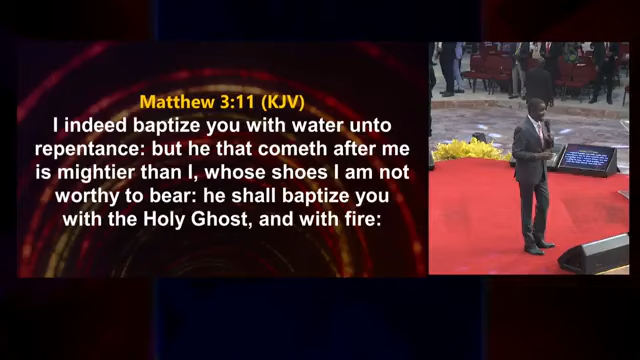 Matthew 3:11 (KJV)
I indeed baptize you with water unto
repentance: but he that cometh after me
is mightier than I, whose shoes I am not
worthy to bear: he shall baptize you
with the Holy Ghost, and with fire: